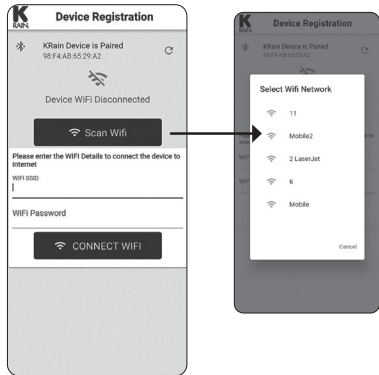 K
RAIN.
Device Registration
KRain Device is Paired
98:F4:AB:65:29:A2
Device WiFi Disconnected
Scan Wifi
Please enter the WIFI Details to connect the device to
internet
WiFi SSID
WiFi Password
CONNECT WIFI
K
RAIN.
Device Registration
KRain Device is Paired
98:F4:AB:65:29:A2
Select Wifi Network
11
Mobile2
2 LaserJet
6
Mobile
Cancel